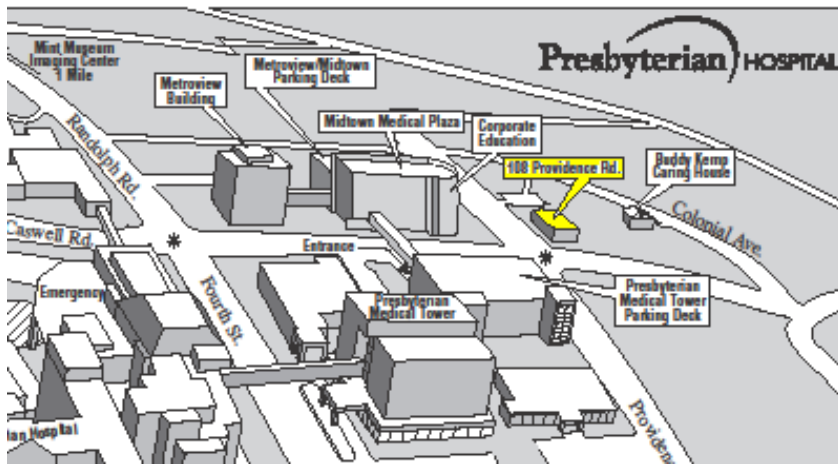 Mint Museum
Imaging Center
1 Mile
Presbyterian HOSPITAL
Metroview/Midtown
Parking Deck
Metroview
Building
Midtown Medical Plaza
Corporate
Education
108 Providence Rd.
Buddy Kemp
Caring House
Randolph Rd.
Colonial Ave.
Caswell Rd.
*
Entrance
*
Emergency
Fourth St.
Presbyterian
Medical Tower
Presbyterian
Medical Tower
Parking Deck
Providen
ian Hospital